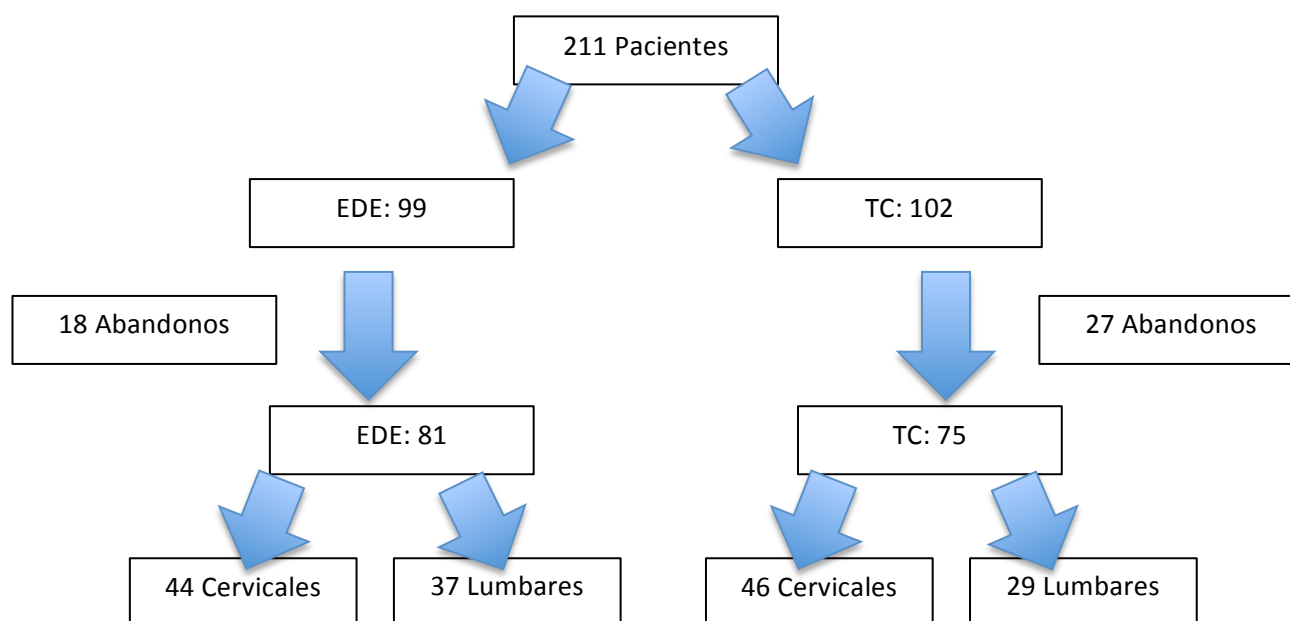 211 Pacientes
EDE: 99
TC: 102
18 Abandonos
27 Abandonos
EDE: 81
TC: 75
44 Cervicales
37 Lumbares
46 Cervicales
29 Lumbares